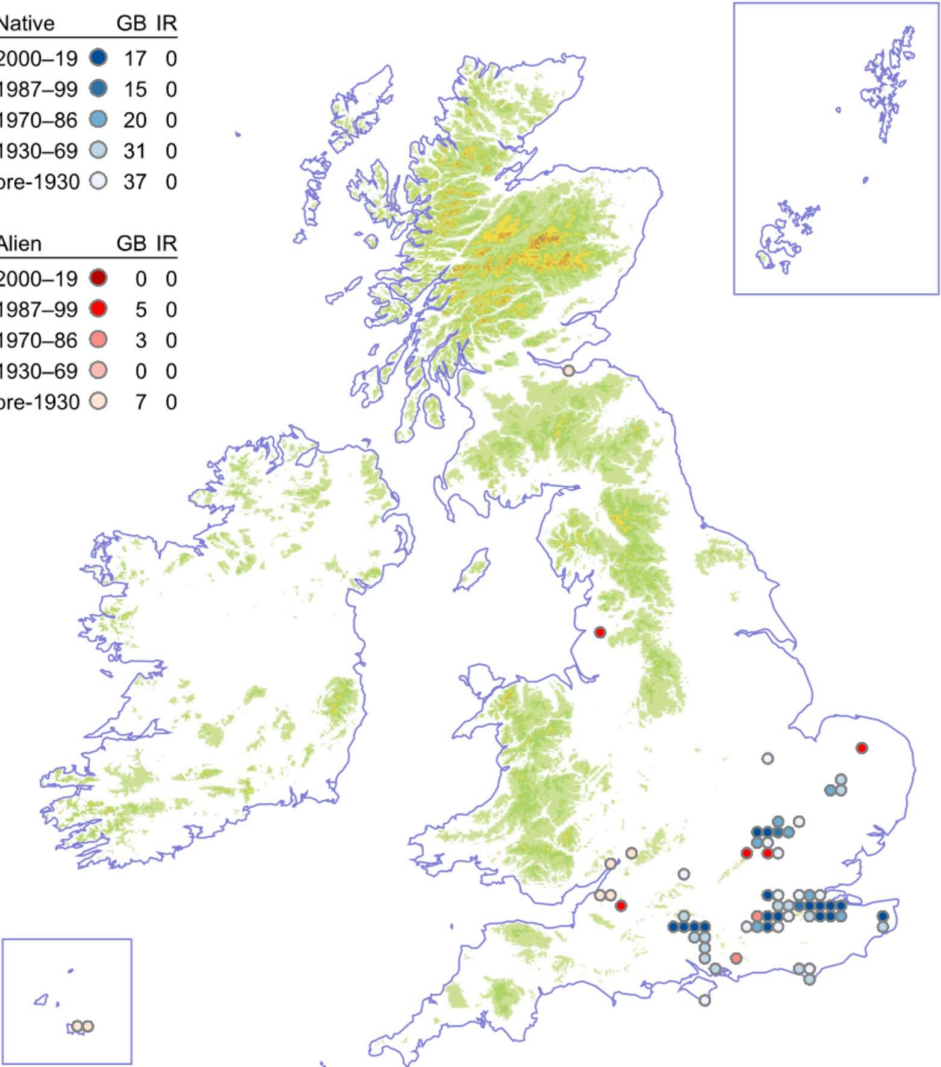 Native GB IR
2000–19 17 0
1987–99 15 0
1970–86 20 0
1930–69 31 0
pre-1930 37 0
Alien GB IR
2000–19 0 0
1987–99 5 0
1970–86 3 0
1930–69 0 0
pre-1930 7 0